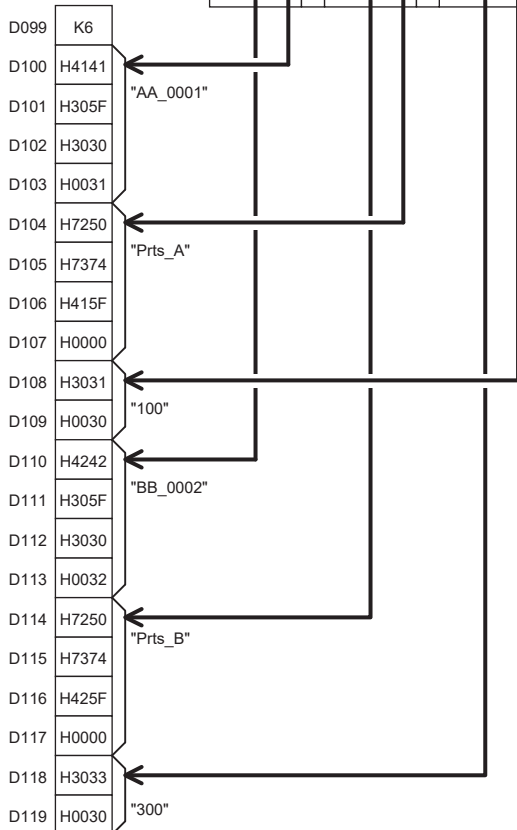 D099 K6
D100 H4141
"AA_0001"
D101 H305F
D102 H3030
D103 H0031
D104 H7250
"Prts_A"
D105 H7374
D106 H415F
D107 H0000
D108 H3031
"100"
D109 H0030
D110 H4242
"BB_0002"
D111 H305F
D112 H3030
D113 H0032
D114 H7250
"Prts_B"
D115 H7374
D116 H425F
D117 H0000
D118 H3033
"300"
D119 H0030